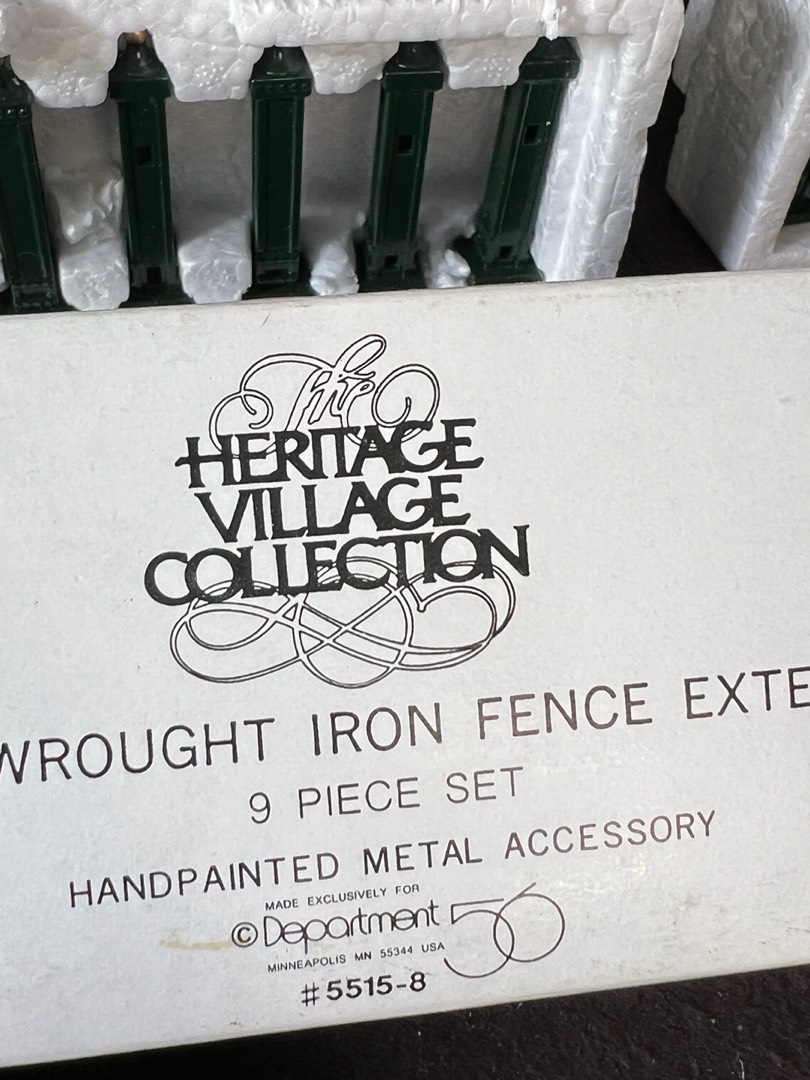 The
HERITAGE
VILLAGE
COLLECTION
WROUGHT IRON FENCE EXTE
9 PIECE SET
HANDPAINTED METAL ACCESSORY
MADE EXCLUSIVELY FOR
© Department 56
MINNEAPOLIS MN 55344 USA
#5515-8